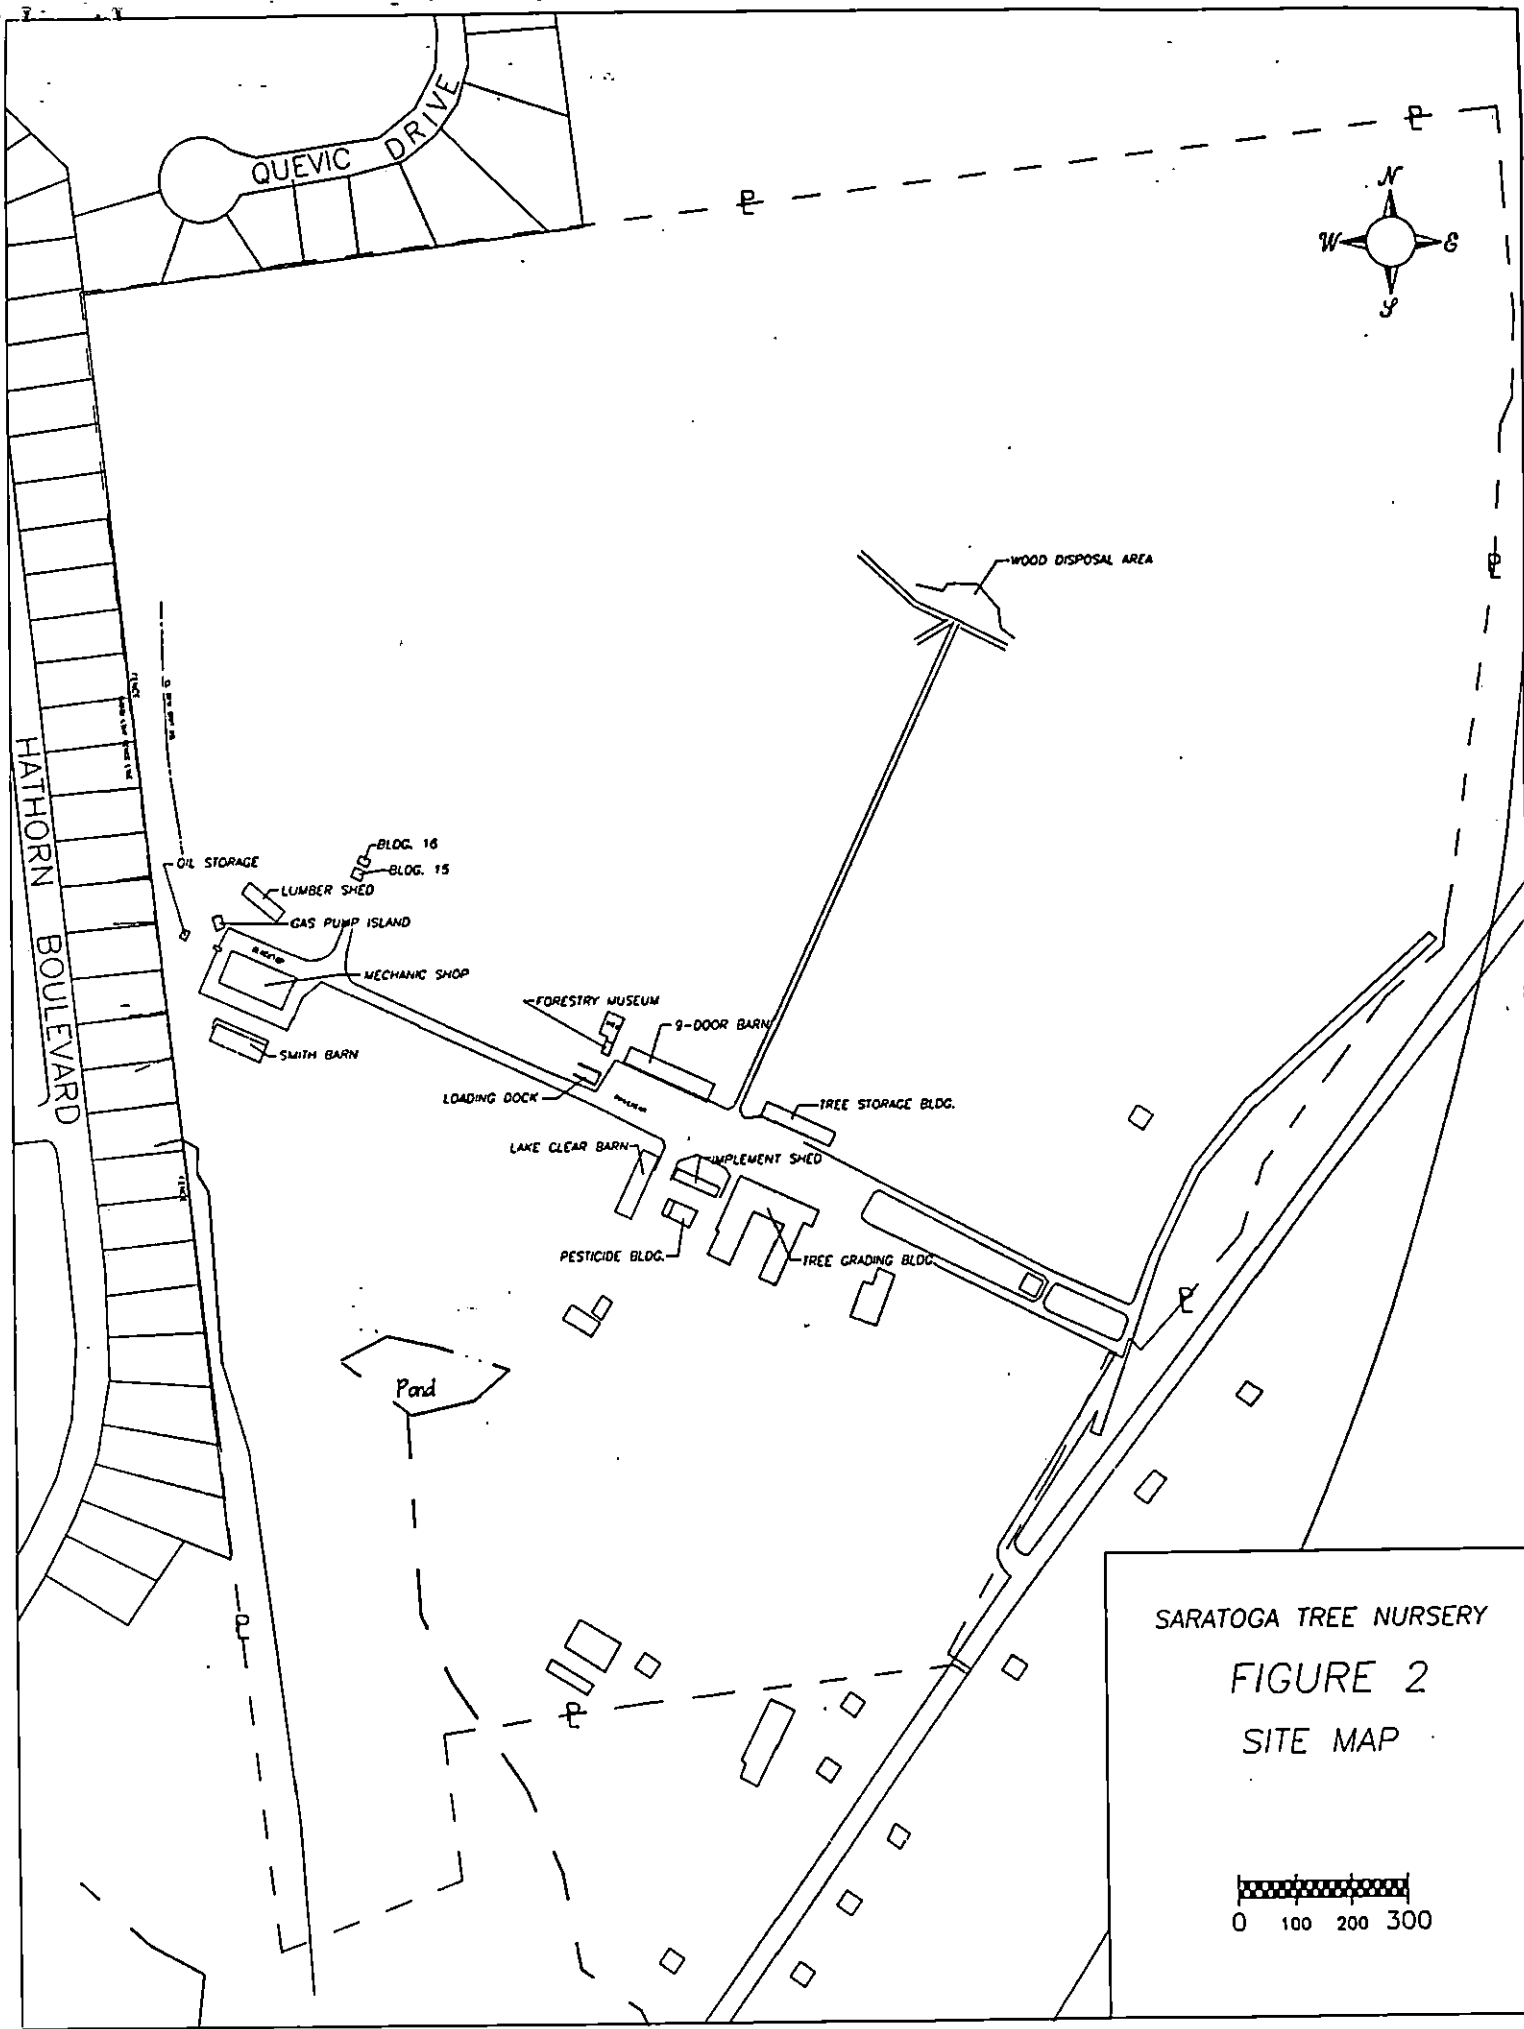 QUEVIC DRIVE
N
W E
S
WOOD DISPOSAL AREA
FENCE
HATHORN BOULEVARD
BLDG. 16
BLDG. 15
OIL STORAGE
LUMBER SHED
GAS PUMP ISLAND
MECHANIC SHOP
SMITH BARN
FORESTRY MUSEUM
9-DOOR BARN
LOADING DOCK
TREE STORAGE BLDG.
LAKE CLEAR BARN
IMPLEMENT SHED
FENCE
PESTICIDE BLDG.
TREE GRADING BLDG.
Pond
SARATOGA TREE NURSERY
FIGURE 2
SITE MAP
0 100 200 300